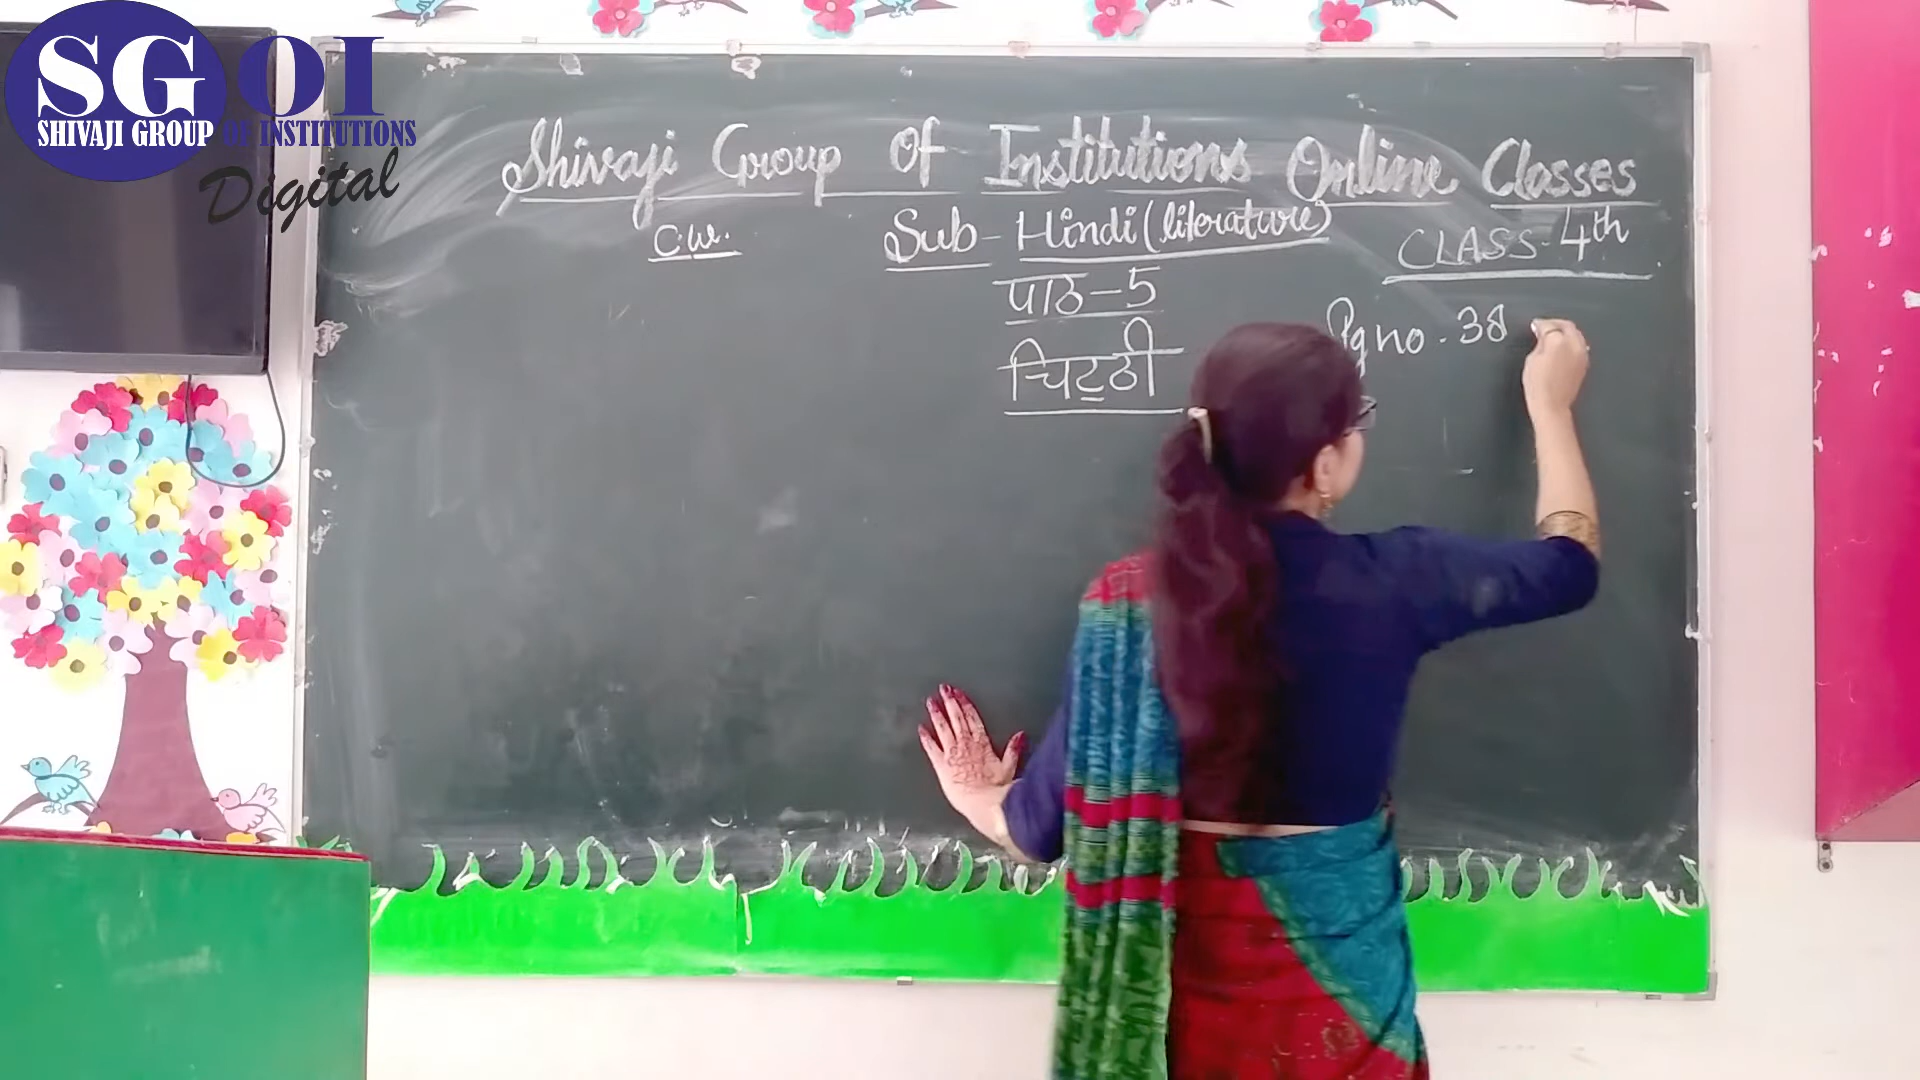 SGOI
SHIVAJI GROUP OF INSTITUTIONS
Digital
Shivaji Group Of Institutions Online Classes
C.W. Sub - Hindi (literature) CLASS - 4th
पाठ - 5
Pg no. 38
चिट्ठी